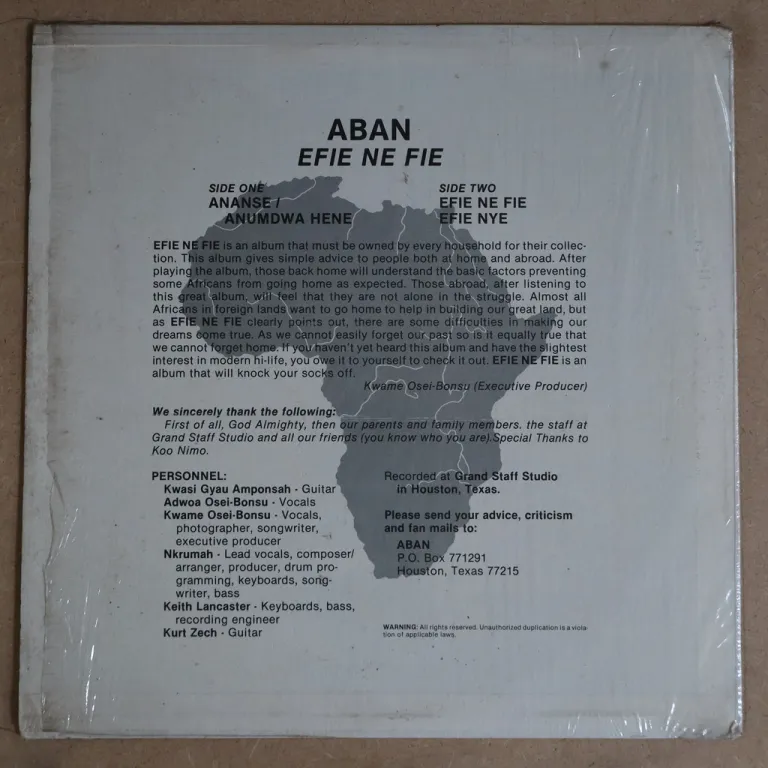 ABAN
EFIE NE FIE
SIDE ONE
ANANSE /
ANUMDWA HENE
SIDE TWO
EFIE NE FIE
EFIE NYE
EFIE NE FIE is an album that must be owned by every household for their collec-
tion. This album gives simple advice to people both at home and abroad. After
playing the album, those back home will understand the basic factors preventing
some Africans from going home as expected. Those abroad, after listening to
this great album, will feel that they are not alone in the struggle. Almost all
Africans in foreign lands want to go home to help in building our great land, but
as EFIE NE FIE clearly points out, there are some difficulties in making our
dreams come true. As we cannot easily forget our past so is it equally true that
we cannot forget home. If you haven't yet heard this album and have the slightest
interest in modern hi-life, you owe it to yourself to check it out. EFIE NE FIE is an
album that will knock your socks off.
Kwame Osei-Bonsu (Executive Producer)
We sincerely thank the following:
First of all, God Almighty, then our parents and family members. the staff at
Grand Staff Studio and all our friends (you know who you are).Special Thanks to
Koo Nimo.
PERSONNEL:
Kwasi Gyau Amponsah - Guitar
Adwoa Osei-Bonsu - Vocals
Kwame Osei-Bonsu - Vocals,
photographer, songwriter,
executive producer
Nkrumah - Lead vocals, composer/
arranger, producer, drum pro-
gramming, keyboards, song-
writer, bass
Keith Lancaster - Keyboards, bass,
recording engineer
Kurt Zech - Guitar
Recorded at Grand Staff Studio
in Houston, Texas.
Please send your advice, criticism
and fan mails to:
ABAN
P.O. Box 771291
Houston, Texas 77215
WARNING: All rights reserved. Unauthorized duplication is a viola-
tion of applicable laws.